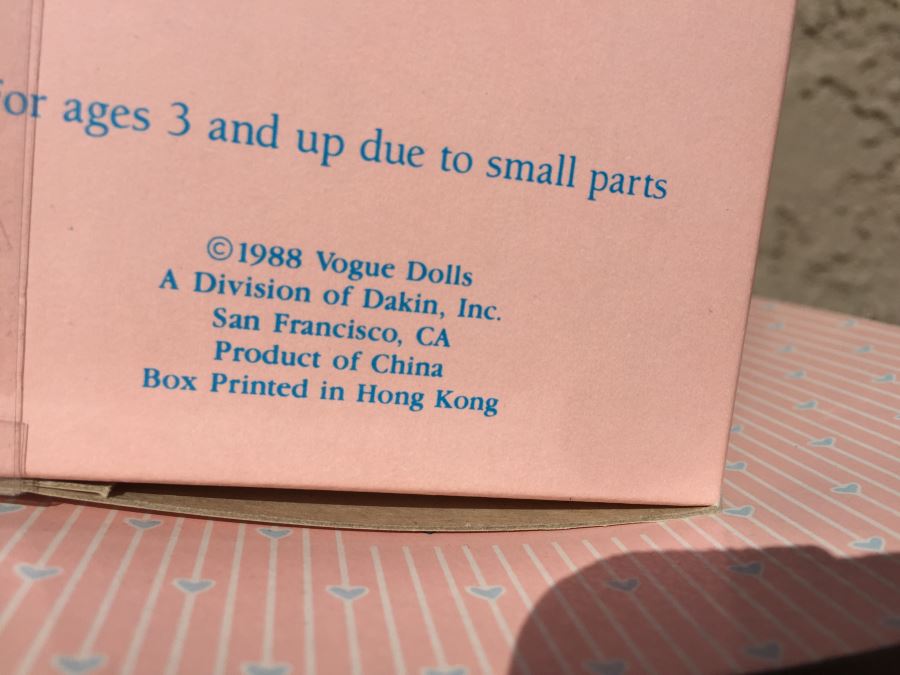 for ages 3 and up due to small parts
©1988 Vogue Dolls
A Division of Dakin, Inc.
San Francisco, CA
Product of China
Box Printed in Hong Kong